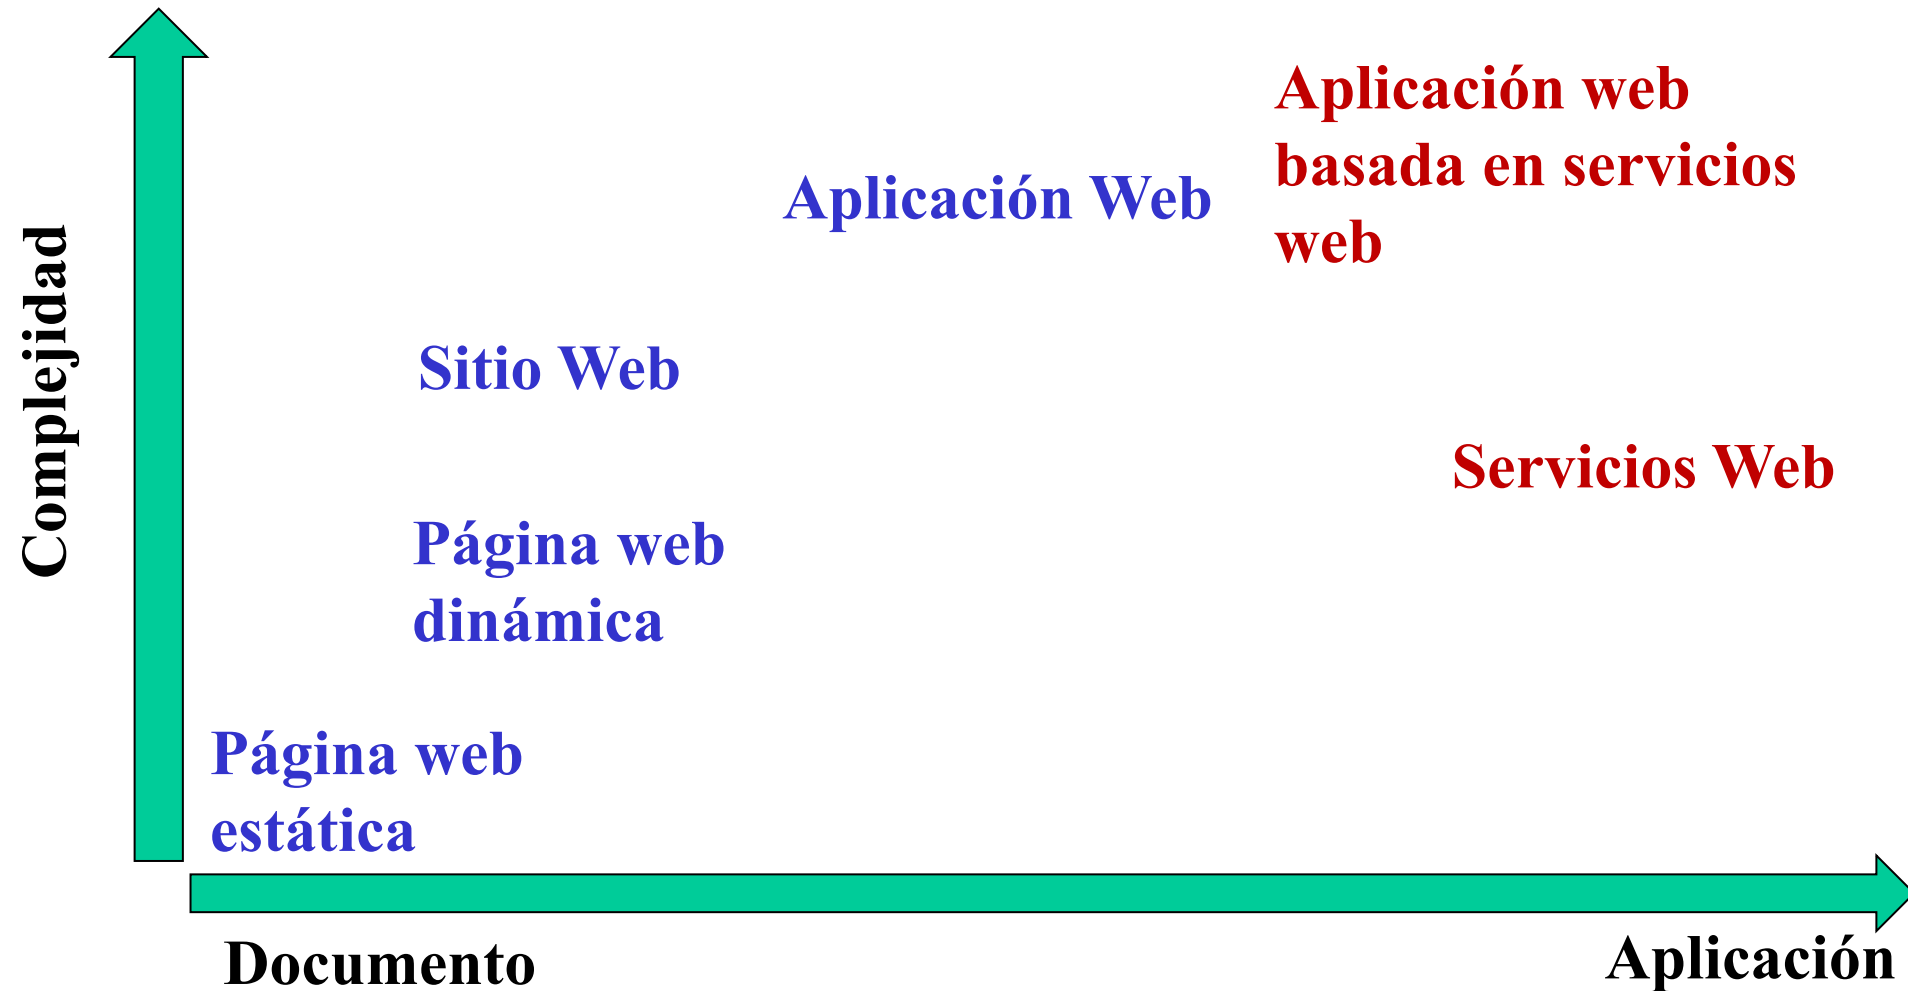 Complejidad
Aplicación web
basada en servicios
web
Aplicación Web
Sitio Web
Servicios Web
Página web
dinámica
Página web
estática
Documento
Aplicación